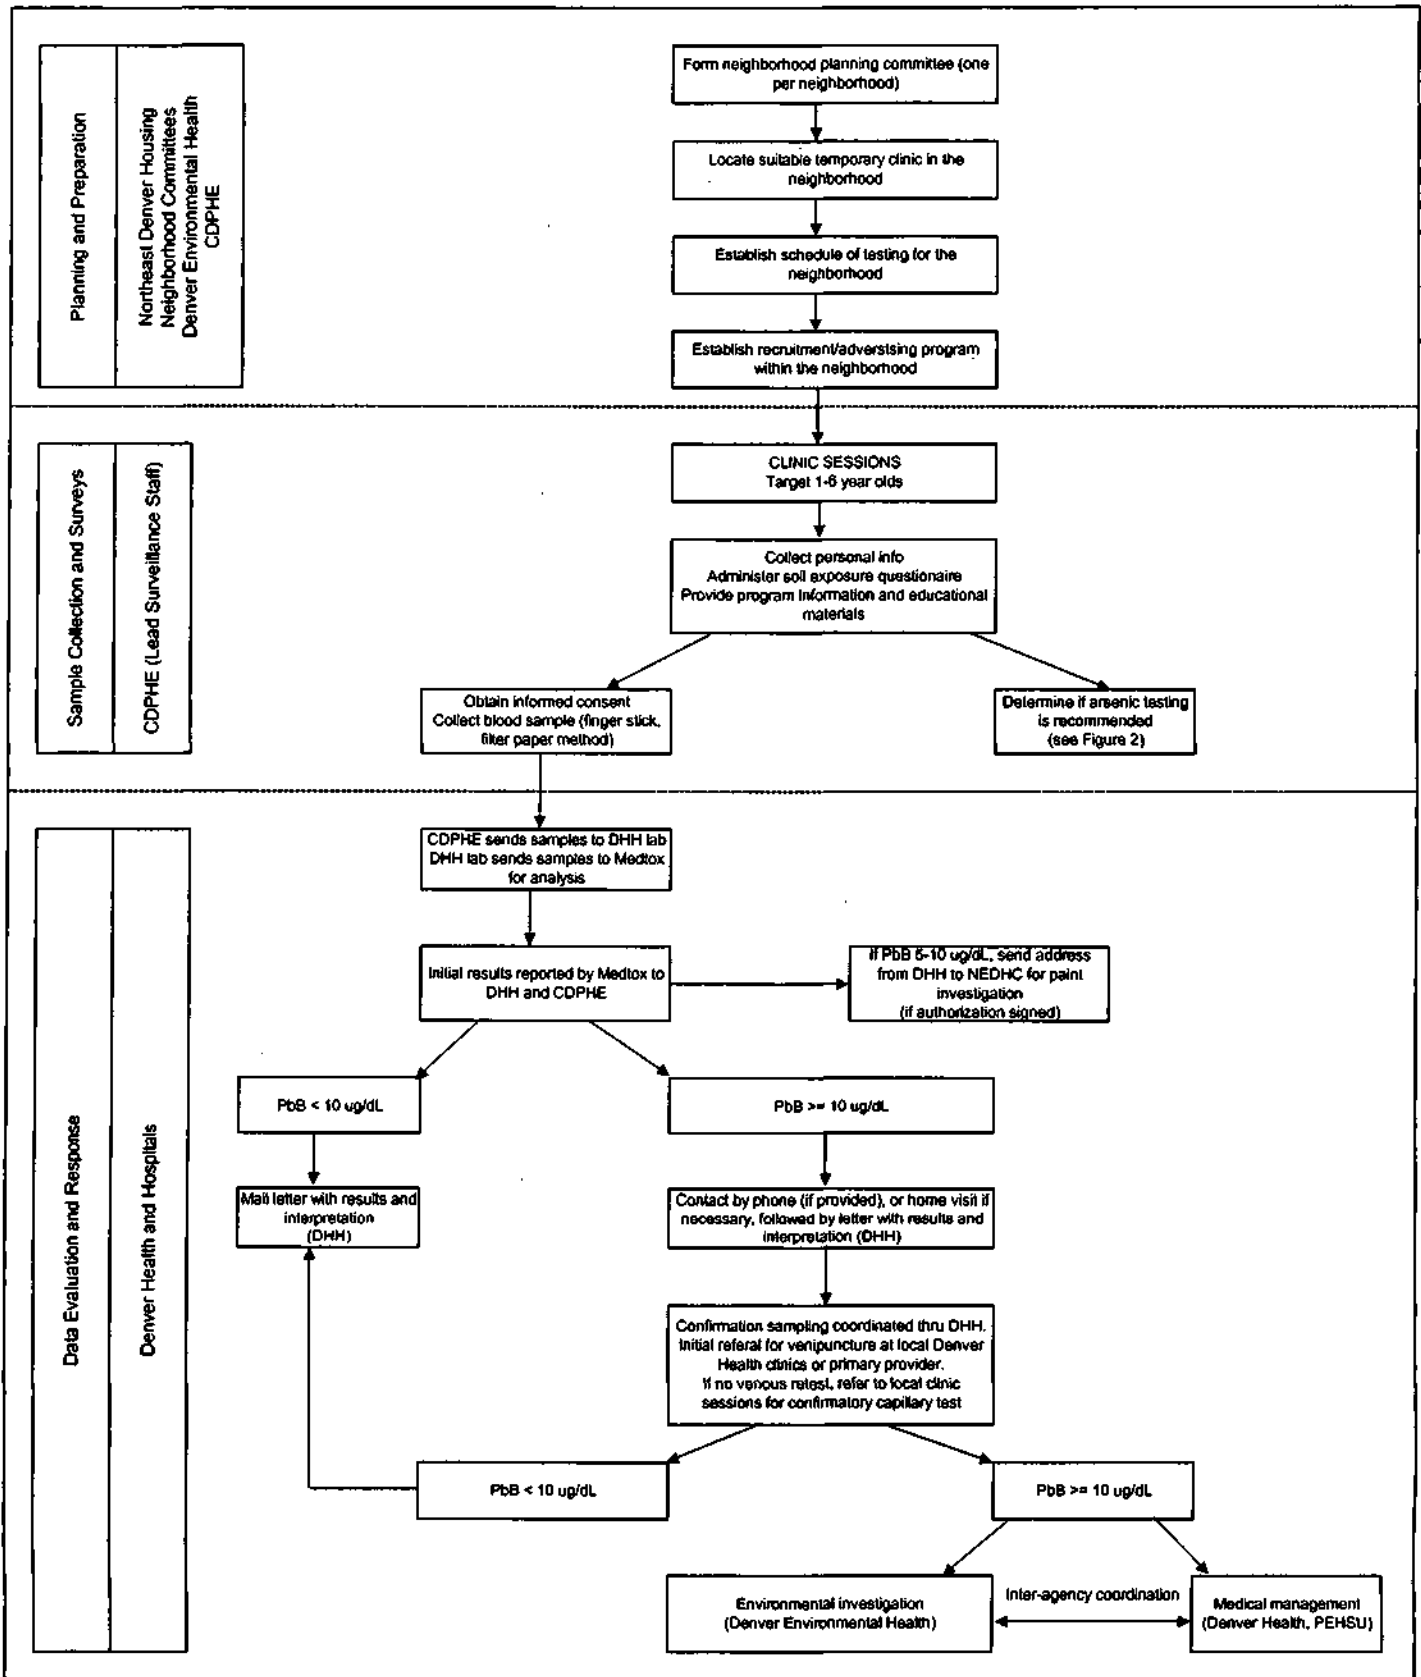 Planning and Preparation
Northeast Denver Housing
Neighborhood Committees
Denver Environmental Health
CDPHE
Form neighborhood planning committee (one
per neighborhood)
Locate suitable temporary clinic in the
neighborhood
Establish schedule of testing for the
neighborhood
Establish recruitment/adverstsing program
within the neighborhood
Sample Collection and Surveys
CDPHE (Lead Surveillance Staff)
CLINIC SESSIONS
Target 1-6 year olds
Collect personal info
Administer soil exposure questionaire
Provide program information and educational
materials
Obtain informed consent
Collect blood sample (finger stick,
filter paper method)
Determine if arsenic testing
is recommended
(see Figure 2)
Data Evaluation and Response
Denver Health and Hospitals
CDPHE sends samples to DHH lab
DHH lab sends samples to Medtox
for analysis
Initial results reported by Medtox to
DHH and CDPHE
If PbB 5-10 ug/dL, send address
from DHH to NEDHC for paint
investigation
(if authorization signed)
PbB < 10 ug/dL
PbB >= 10 ug/dL
Mail letter with results and
interpretation
(DHH)
Contact by phone (if provided), or home visit if
necessary, followed by letter with results and
interpretation (DHH)
Confirmation sampling coordinated thru DHH.
Initial referal for venipuncture at local Denver
Health clinics or primary provider.
If no venous retest, refer to local clinic
sessions for confirmatory capillary test
PbB < 10 ug/dL
PbB >= 10 ug/dL
Environmental investigation
(Denver Environmental Health)
Inter-agency coordination
Medical management
(Denver Health, PEHSU)